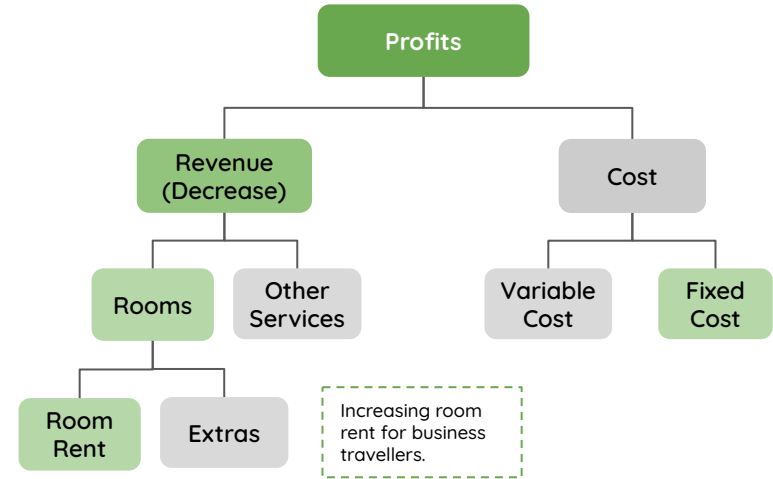 Profits
Revenue
(Decrease)
Cost
Rooms
Other
Services
Variable
Cost
Fixed
Cost
Room
Rent
Extras
Increasing room
rent for business
travellers.